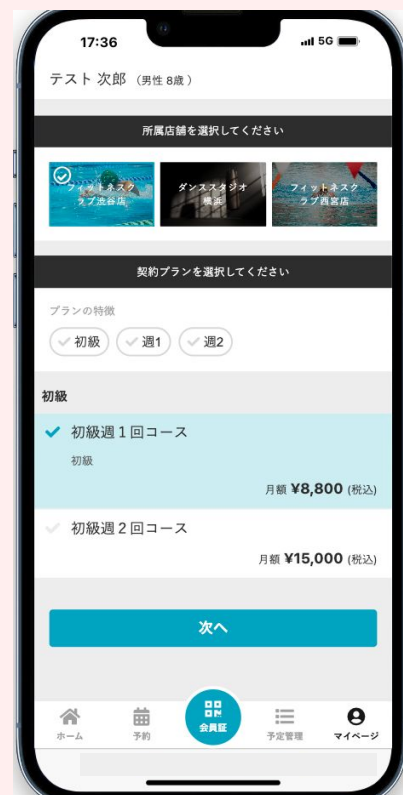 17:36
5G
テスト 次郎 (男性 8歳 )
所属店舗を選択してください
フィットネスク
ラブ渋谷店
ダンススタジオ
横浜
フィットネスク
ラブ西宮店
契約プランを選択してください
プランの特徴
初級 週1 週2
初級
初級週1回コース
初級
月額 ¥8,800 (税込)
初級週2回コース
月額 ¥15,000 (税込)
次へ
ホーム 予約 会員証 予定管理 マイページ